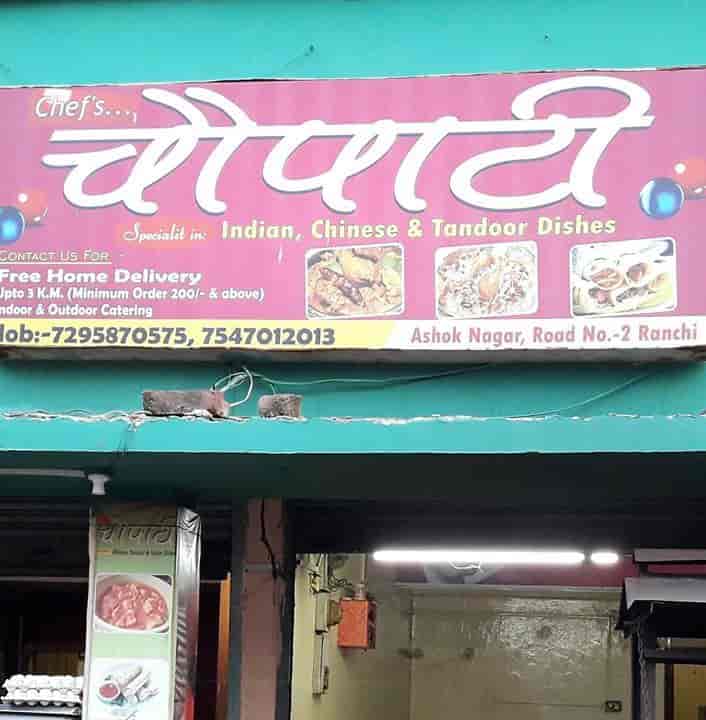 Chef's...,
चौपाटी
Specialit in: Indian, Chinese & Tandoor Dishes
CONTACT US FOR -
Free Home Delivery
Upto 3 K.M. (Minimum Order 200/- & above)
ndoor & Outdoor Catering
lob:-7295870575, 7547012013
Ashok Nagar, Road No.-2 Ranchi
चौपाटी